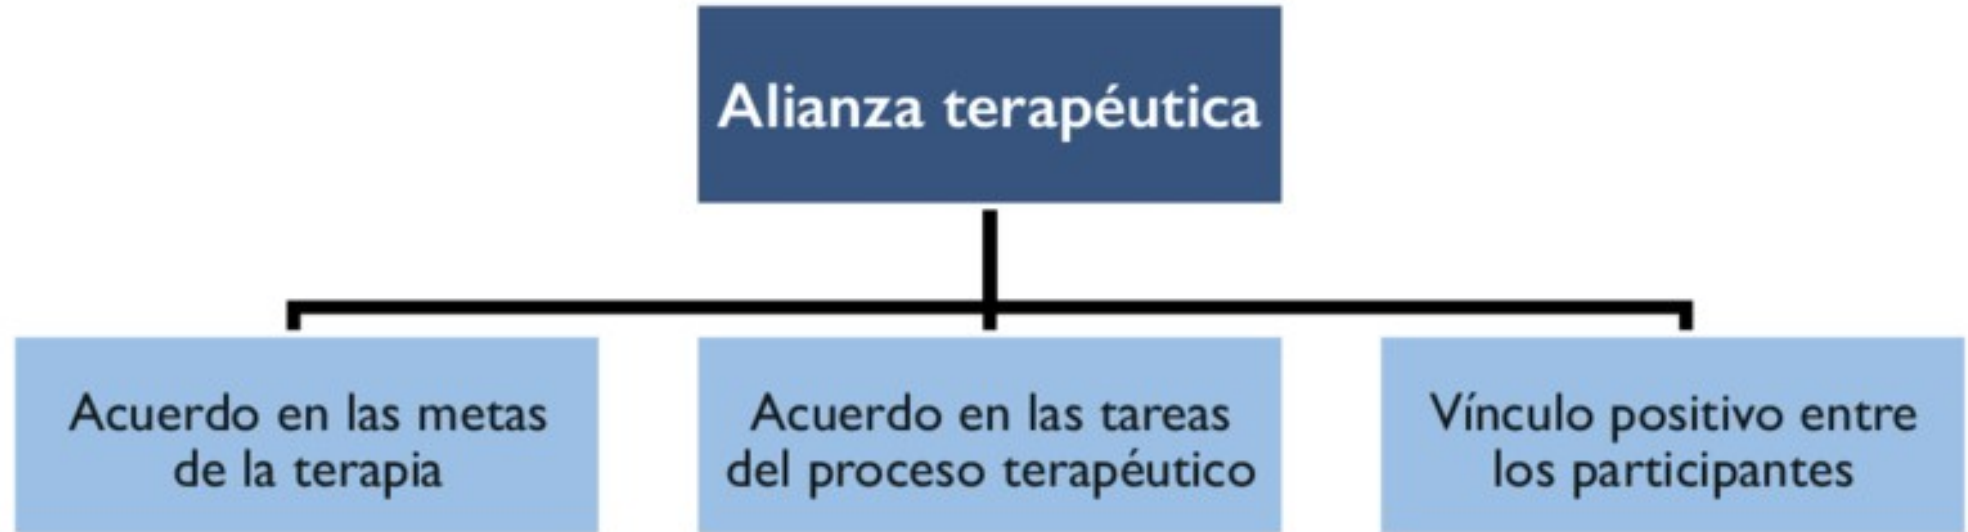 Alianza terapéutica
Acuerdo en las metas
de la terapia
Acuerdo en las tareas
del proceso terapéutico
Vínculo positivo entre
los participantes